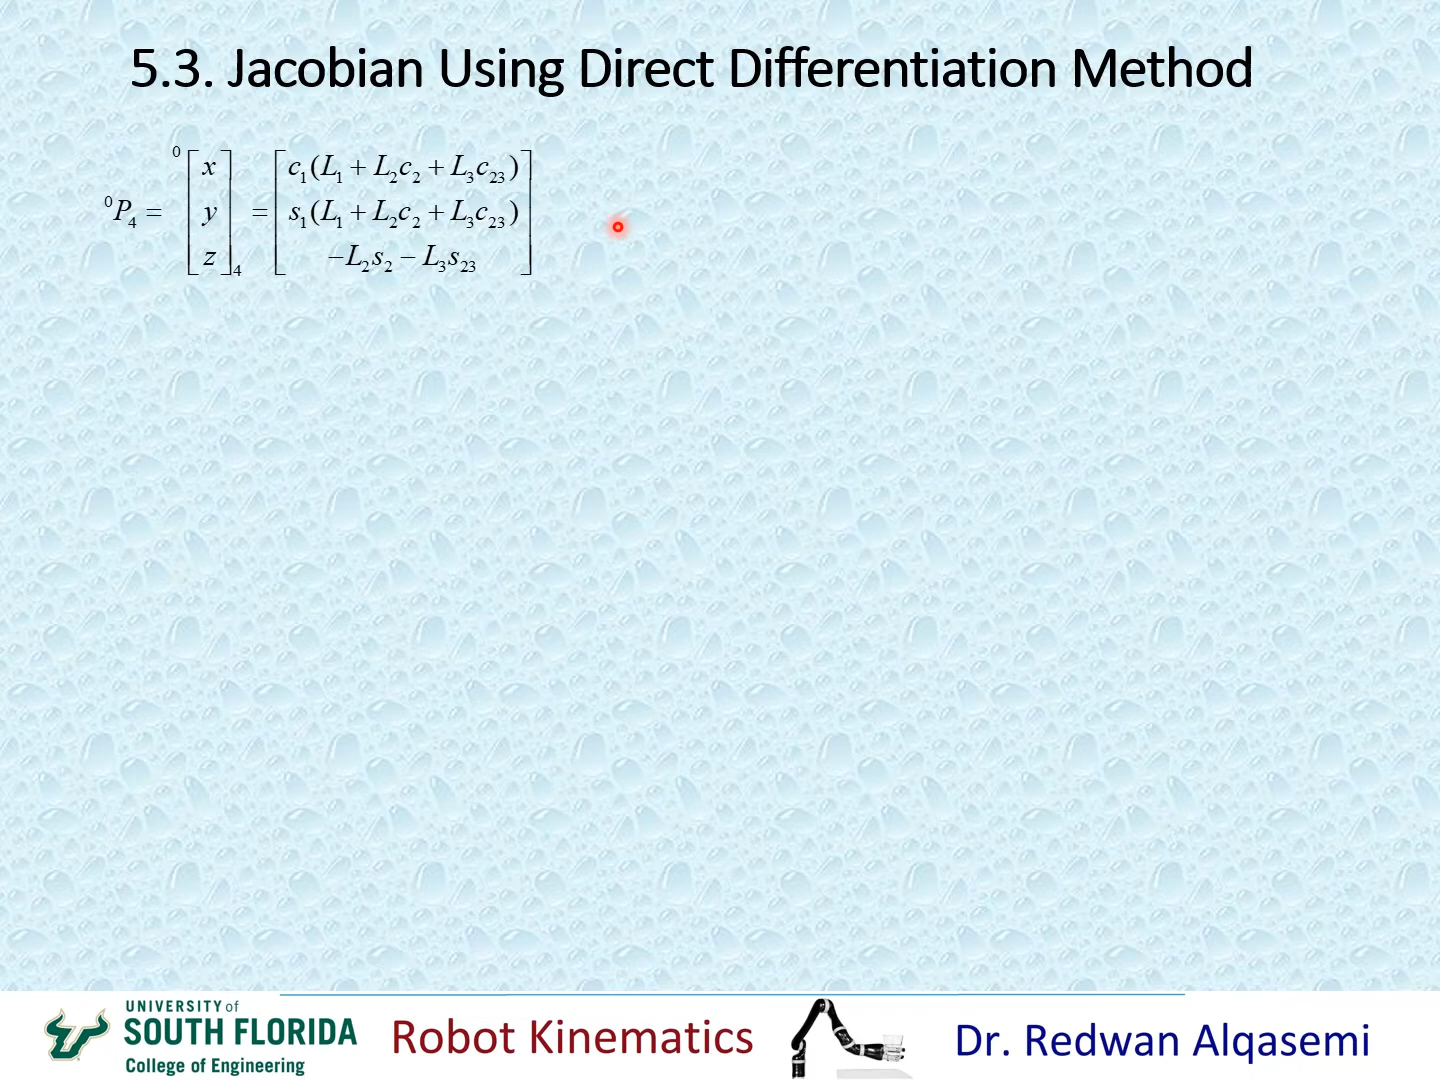 5.3. Jacobian Using Direct Differentiation Method
⁰P₄ = ⁰[x y z]₄ = [c₁(L₁ + L₂c₂ + L₃c₂₃)
s₁(L₁ + L₂c₂ + L₃c₂₃)
−L₂s₂ − L₃s₂₃]
UNIVERSITY of
SOUTH FLORIDA
College of Engineering
Robot Kinematics
Dr. Redwan Alqasemi